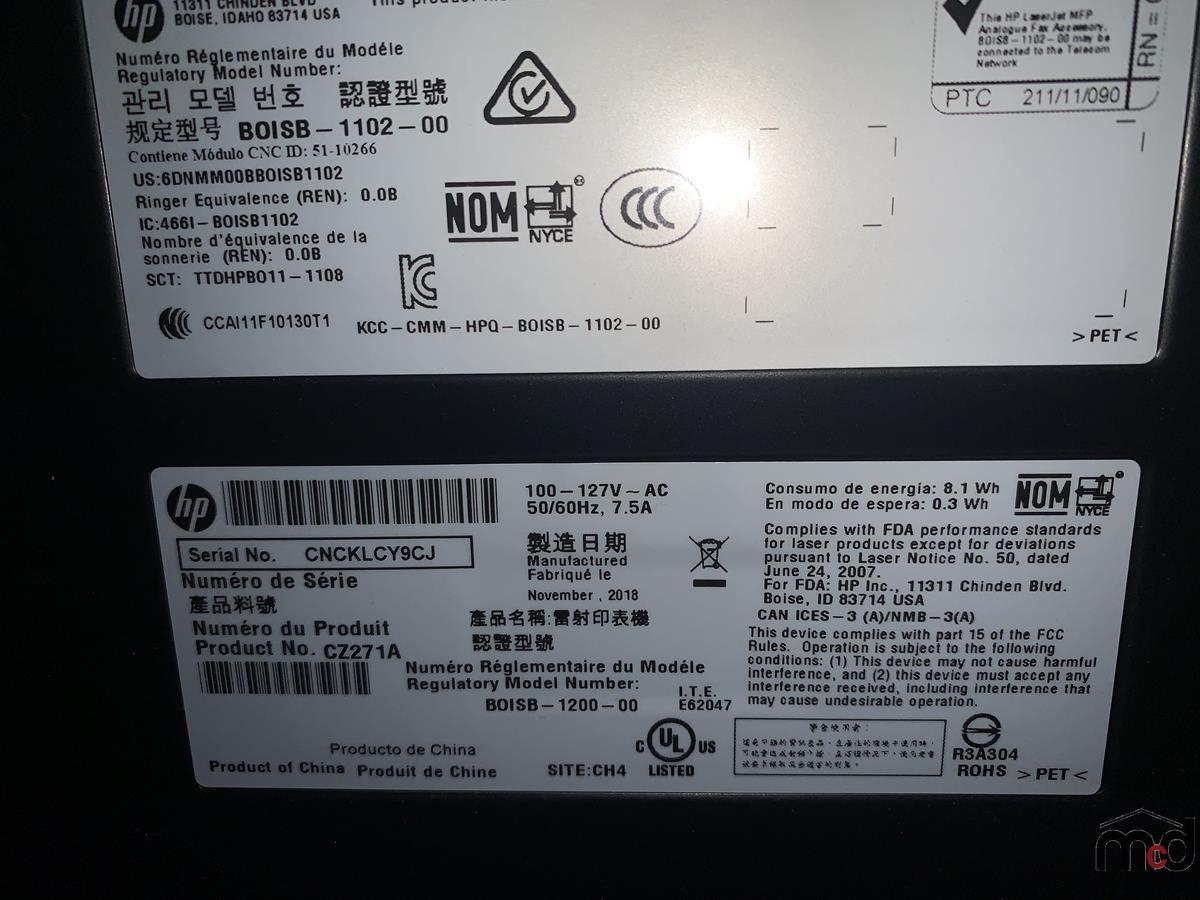 hp
11311 CHINDEN BLVD
BOISE, IDAHO 83714 USA
This product
Numéro Réglementaire du Modéle
Regulatory Model Number:
관리 모델 번호 認證型號
规定型号 BOISB-1102-00
Contiene Módulo CNC ID: 51-10266
US:6DNMM00BBOISB1102
Ringer Equivalence (REN): 0.0B
IC:466I-BOISB1102
Nombre d'équivalence de la
sonnerie (REN): 0.0B
SCT: TTDHPBO11-1108
CCAI11F10130T1
KCC-CMM-HPQ-BOISB-1102-00
NOM
NYCE
This HP LaserJet MFP
Analogue Fax Accessory,
BOISB-1102-00 may be
connected to the Telecom
Network
PTC 211/11/090
RN =
>PET<
hp
Serial No. CNCKLCY9CJ
Numéro de Série
產品料號
Numéro du Produit
Product No. CZ271A
100-127V~AC
50/60Hz, 7.5A
製造日期
Manufactured
Fabriqué le
November, 2018
產品名稱:雷射印表機
認證型號
Numéro Réglementaire du Modéle
Regulatory Model Number:
BOISB-1200-00
I.T.E.
E62047
Producto de China
Product of China Produit de Chine
SITE:CH4
C UL US
LISTED
Consumo de energía: 8.1 Wh
En modo de espera: 0.3 Wh
NOM
NYCE
Complies with FDA performance standards
for laser products except for deviations
pursuant to Laser Notice No. 50, dated
June 24, 2007.
For FDA: HP Inc., 11311 Chinden Blvd.
Boise, ID 83714 USA
CAN ICES-3 (A)/NMB-3(A)
This device complies with part 15 of the FCC
Rules. Operation is subject to the following
conditions: (1) This device may not cause harmful
interference, and (2) this device must accept any
interference received, including interference that
may cause undesirable operation.
R3A304
ROHS >PET<
mcd